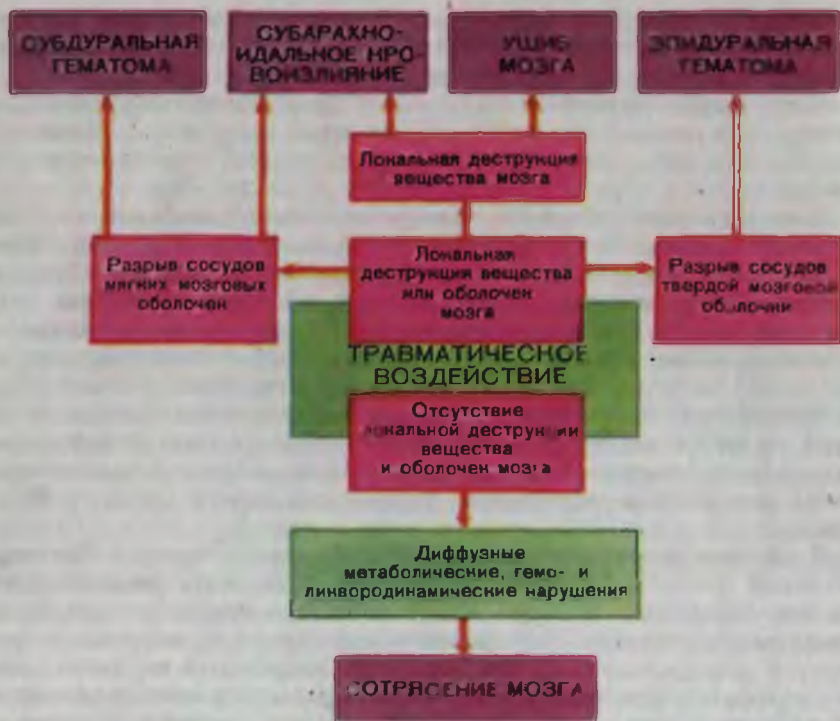 СУБДУРАЛЬНАЯ
ГЕМАТОМА
СУБАРАХНО-
ИДАЛЬНОЕ КРО-
ВОИЗЛИЯНИЕ
УШИБ
МОЗГА
ЭПИДУРАЛЬНАЯ
ГЕМАТОМА
Локальная деструкция
вещества мозга
Разрыв сосудов
мягких мозговых
оболочек
Локальная
деструкция вещества
или оболочек
мозга
Разрыв сосудов
твердой мозговой
оболочки
ТРАВМАТИЧЕСКОЕ
ВОЗДЕЙСТВИЕ
Отсутствие
локальной деструкции
вещества
и оболочек мозга
Диффузные
метаболические, гемо- и
ликвородинамические нарушения
СОТРЯСЕНИЕ МОЗГА